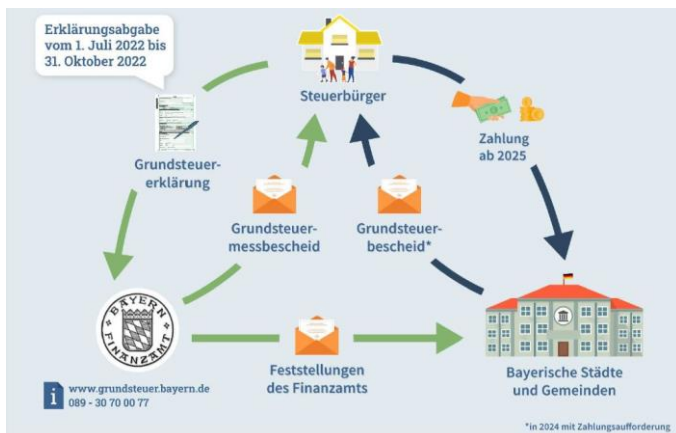 Erklärungsabgabe
vom 1. Juli 2022 bis
31. Oktober 2022
Steuerbürger
Grundsteuer-
erklärung
Zahlung
ab 2025
Grundsteuer-
messbescheid
Grundsteuer-
bescheid*
BAYERN
FINANZAMT
Feststellungen
des Finanzamts
Bayerische Städte
und Gemeinden
i
www.grundsteuer.bayern.de
089 - 30 70 00 77
*in 2024 mit Zahlungsaufforderung